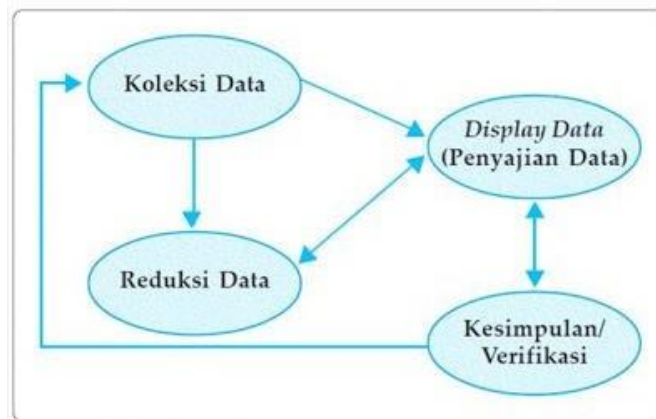 Koleksi Data
Display Data
(Penyajian Data)
Reduksi Data
Kesimpulan/
Verifikasi